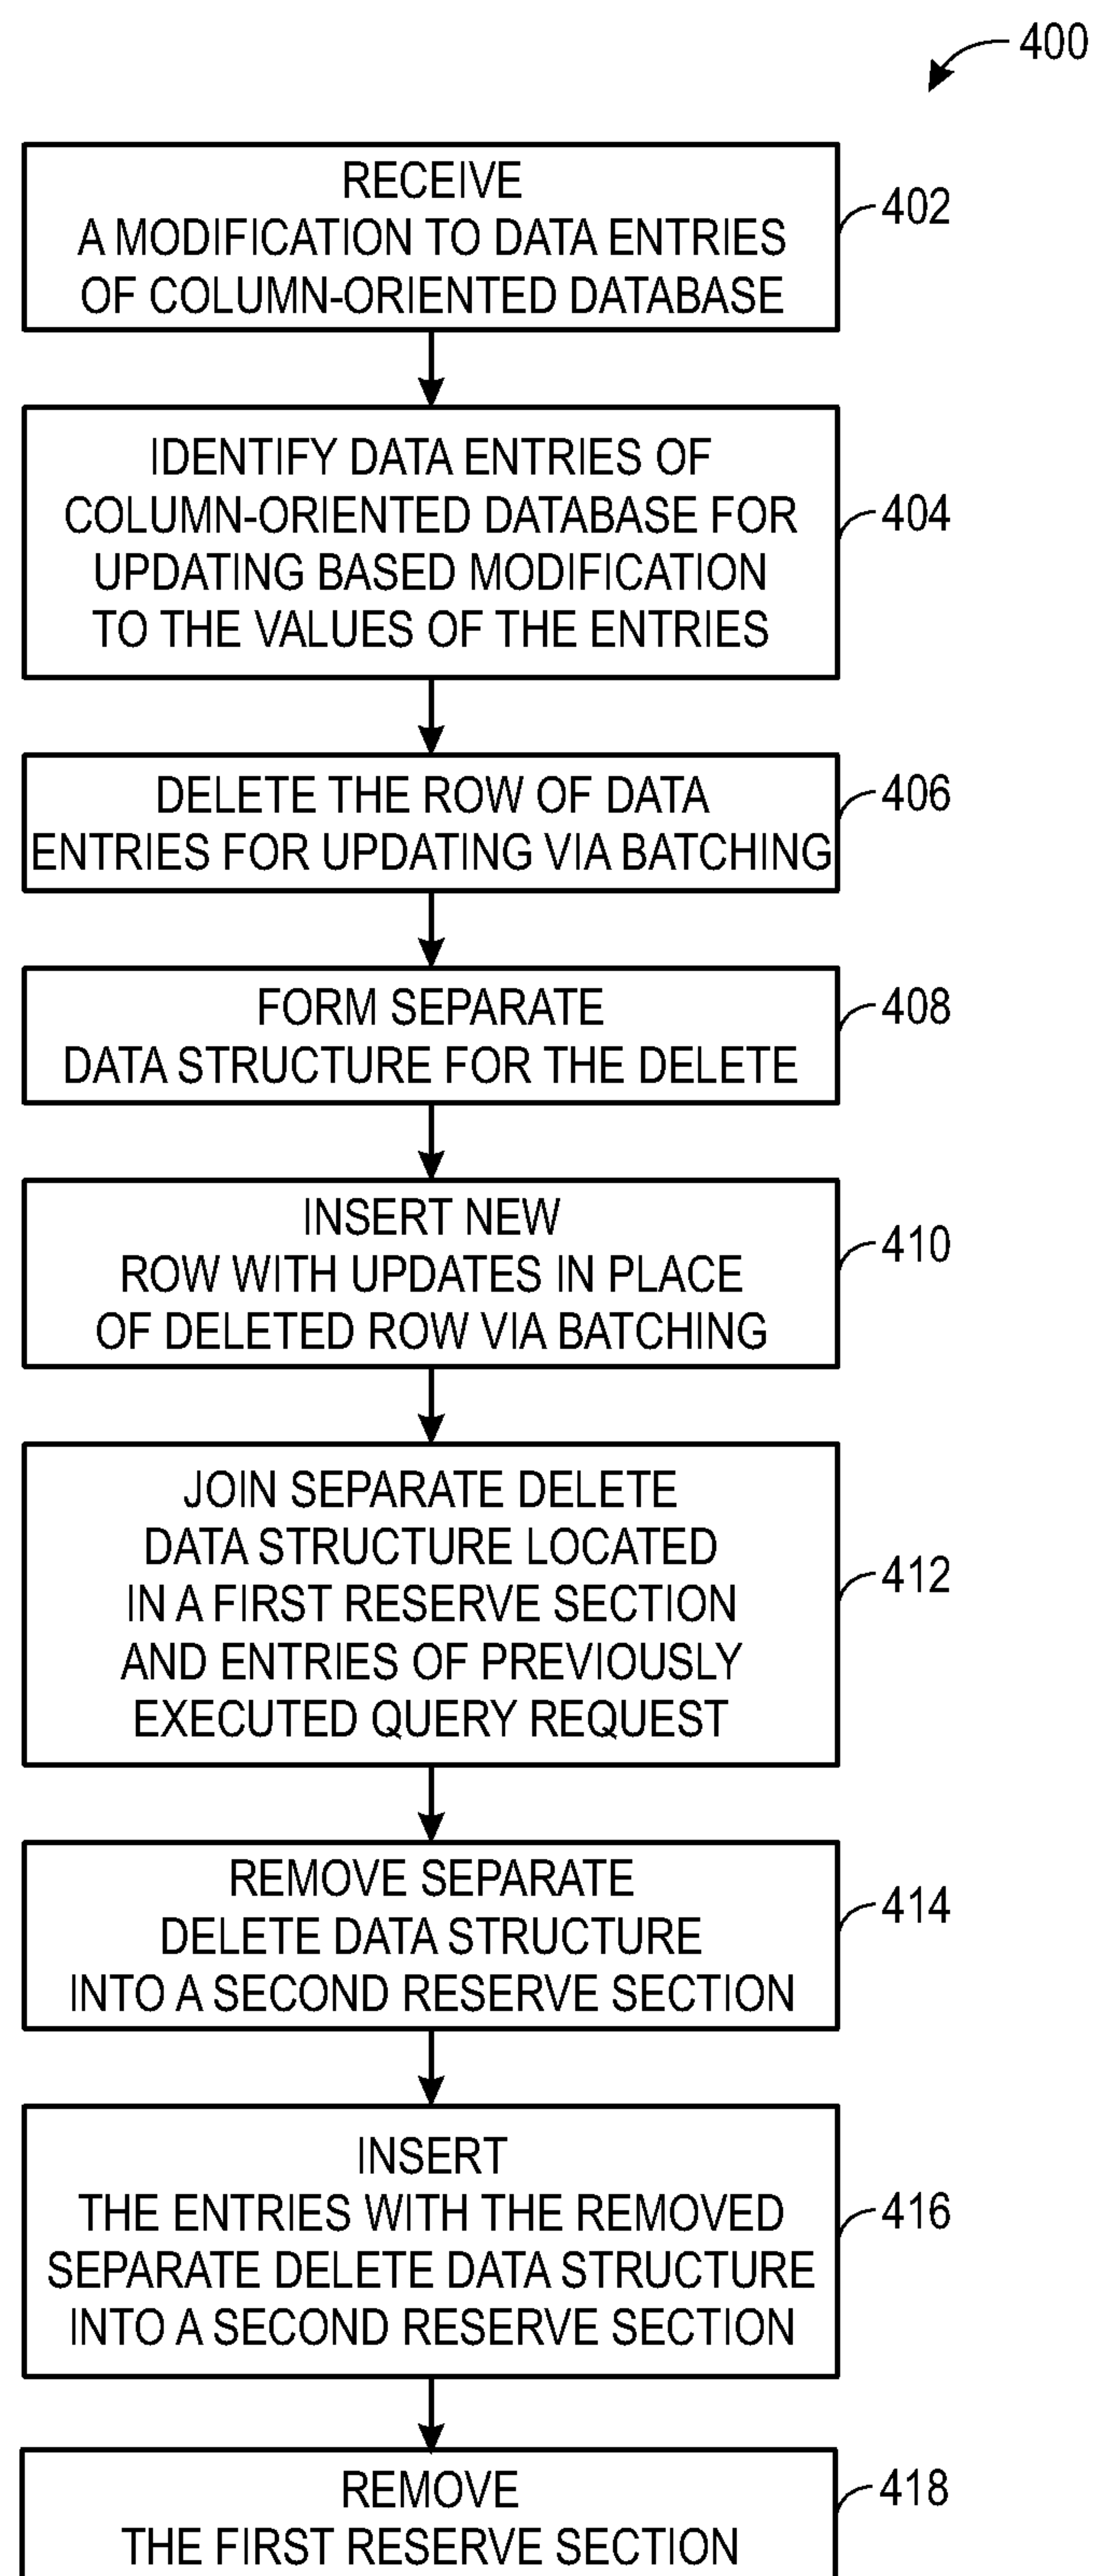 400
RECEIVE
A MODIFICATION TO DATA ENTRIES
OF COLUMN-ORIENTED DATABASE
402
IDENTIFY DATA ENTRIES OF
COLUMN-ORIENTED DATABASE FOR
UPDATING BASED MODIFICATION
TO THE VALUES OF THE ENTRIES
404
DELETE THE ROW OF DATA
ENTRIES FOR UPDATING VIA BATCHING
406
FORM SEPARATE
DATA STRUCTURE FOR THE DELETE
408
INSERT NEW
ROW WITH UPDATES IN PLACE
OF DELETED ROW VIA BATCHING
410
JOIN SEPARATE DELETE
DATA STRUCTURE LOCATED
IN A FIRST RESERVE SECTION
AND ENTRIES OF PREVIOUSLY
EXECUTED QUERY REQUEST
412
REMOVE SEPARATE
DELETE DATA STRUCTURE
INTO A SECOND RESERVE SECTION
414
INSERT
THE ENTRIES WITH THE REMOVED
SEPARATE DELETE DATA STRUCTURE
INTO A SECOND RESERVE SECTION
416
REMOVE
THE FIRST RESERVE SECTION
418